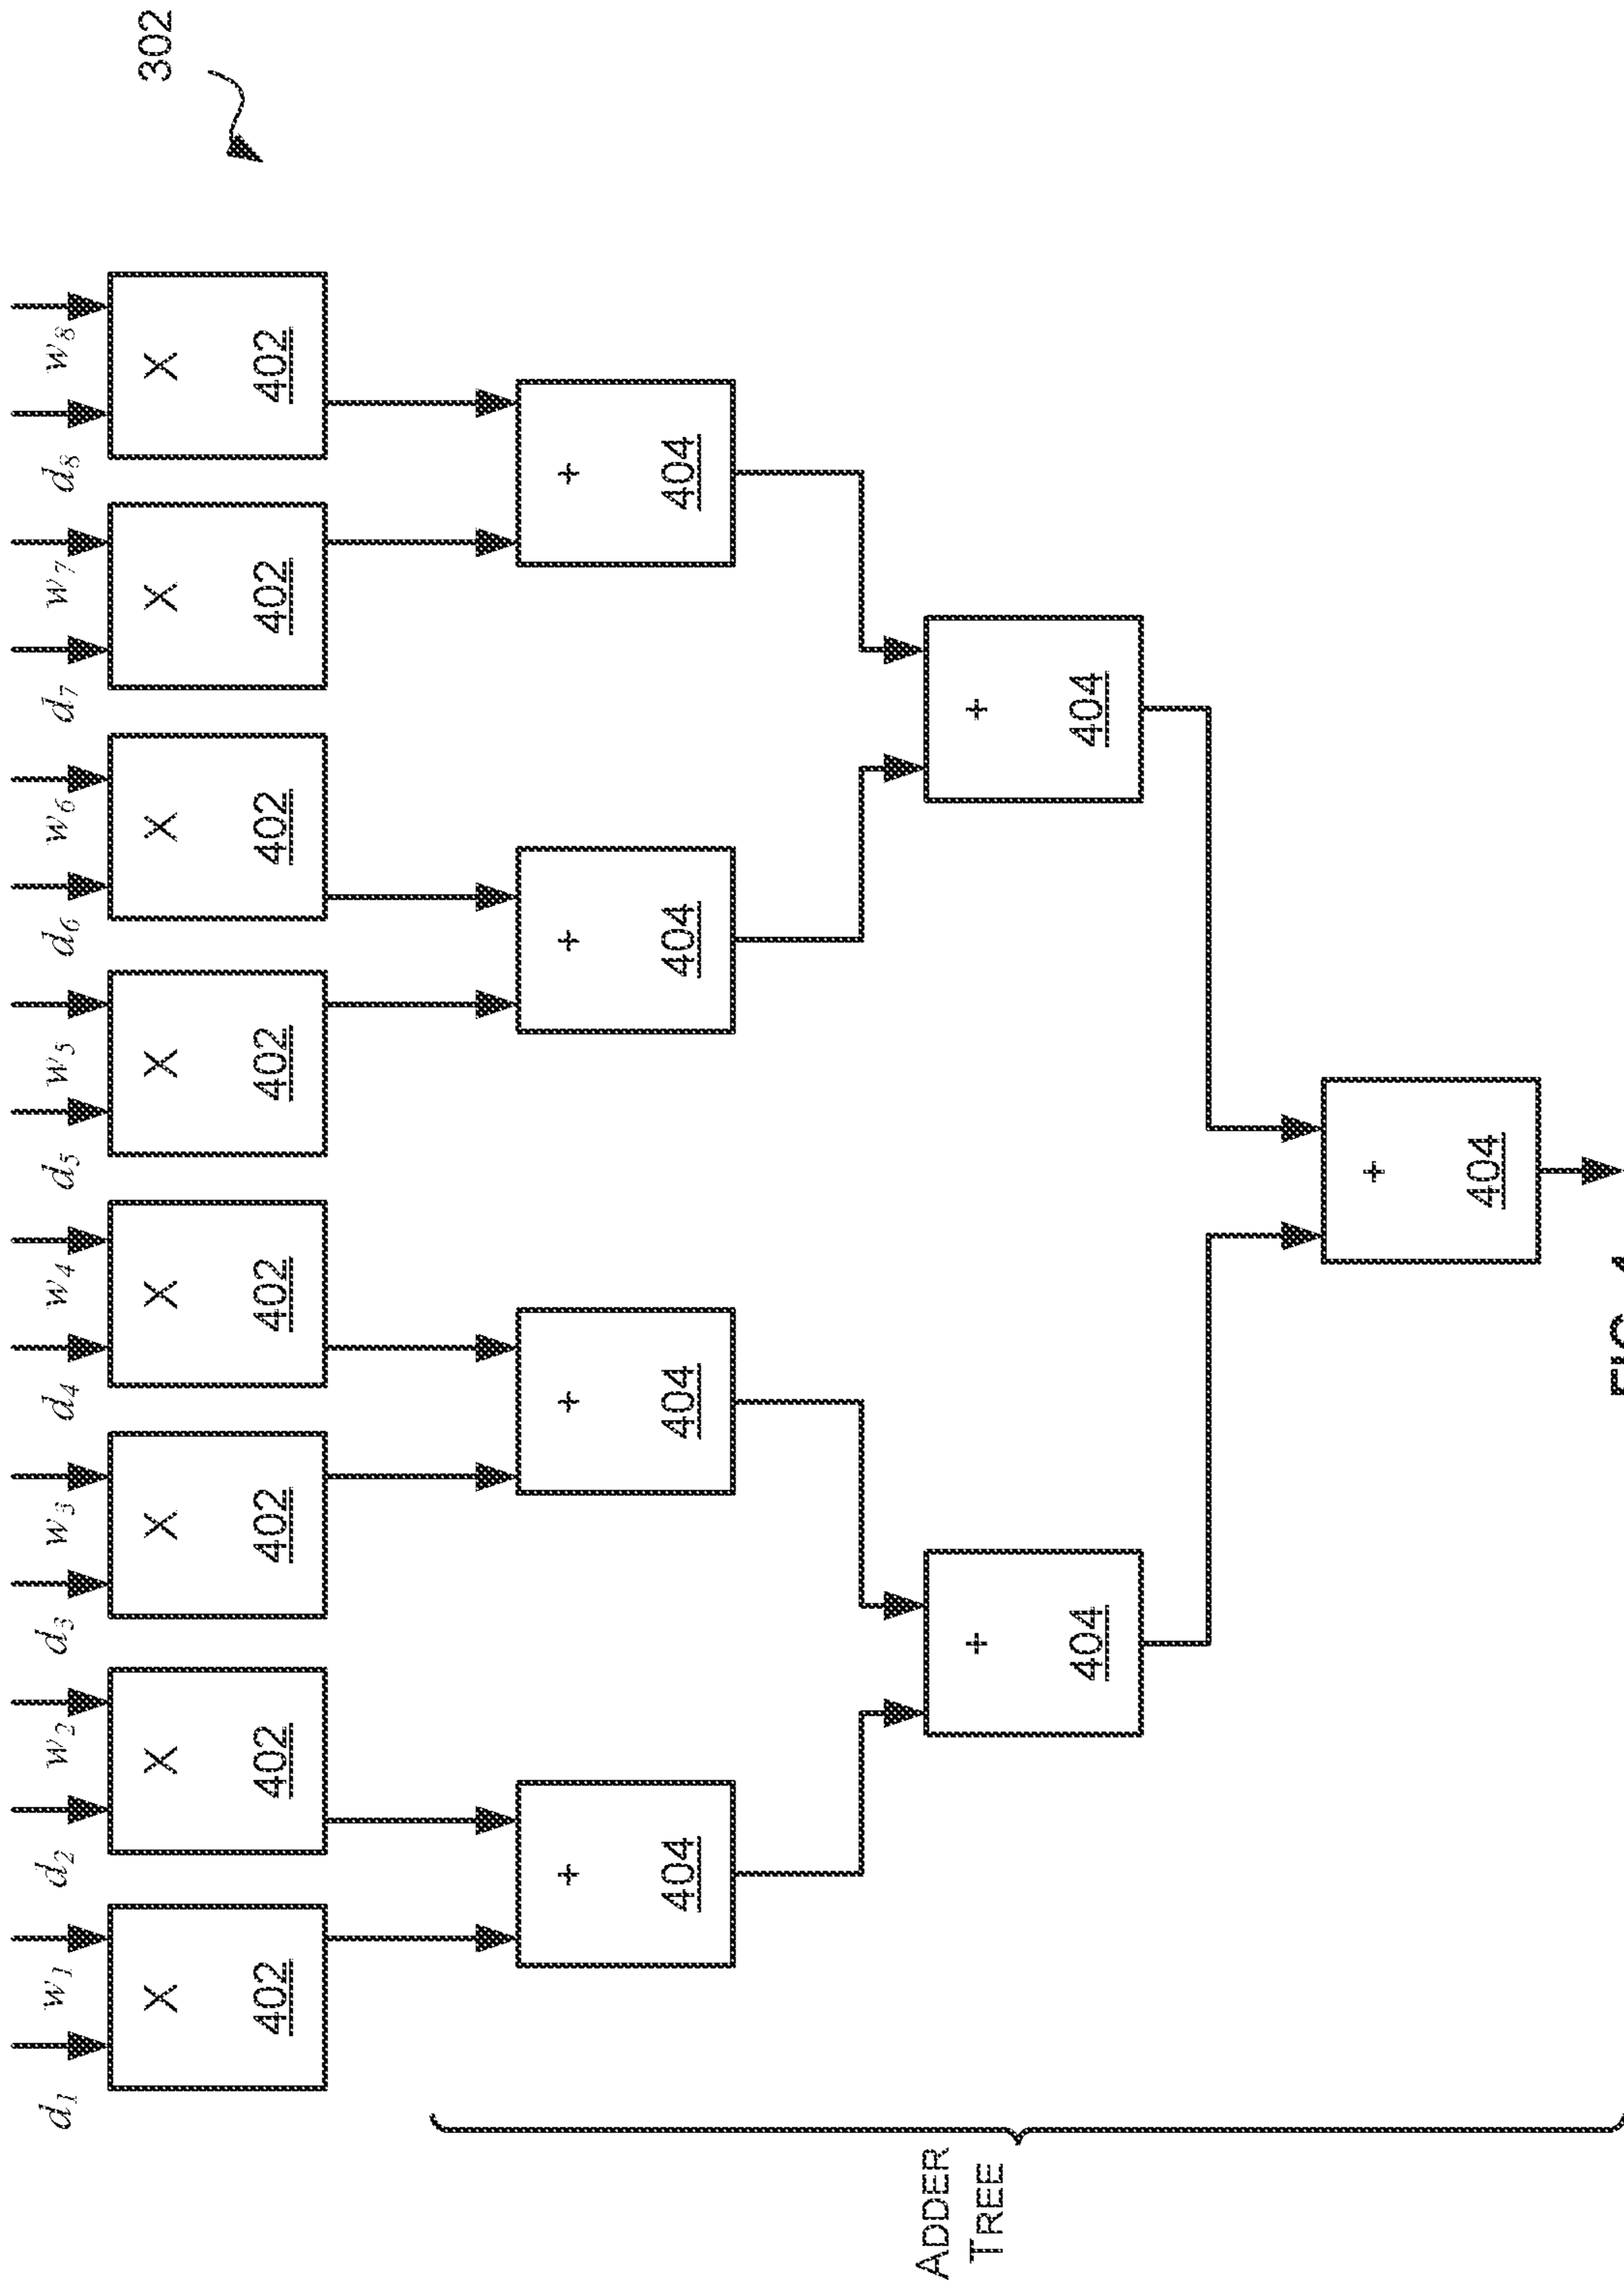 d1 w1 d2 w2 d3 w3 d4 w4 d5 w5 d6 w6 d7 w7 d8 w8
302
X X X X X X X X
402 402 402 402 402 402 402 402
+ + + +
404 404 404 404
ADDER
TREE
+ +
404 404
+
404